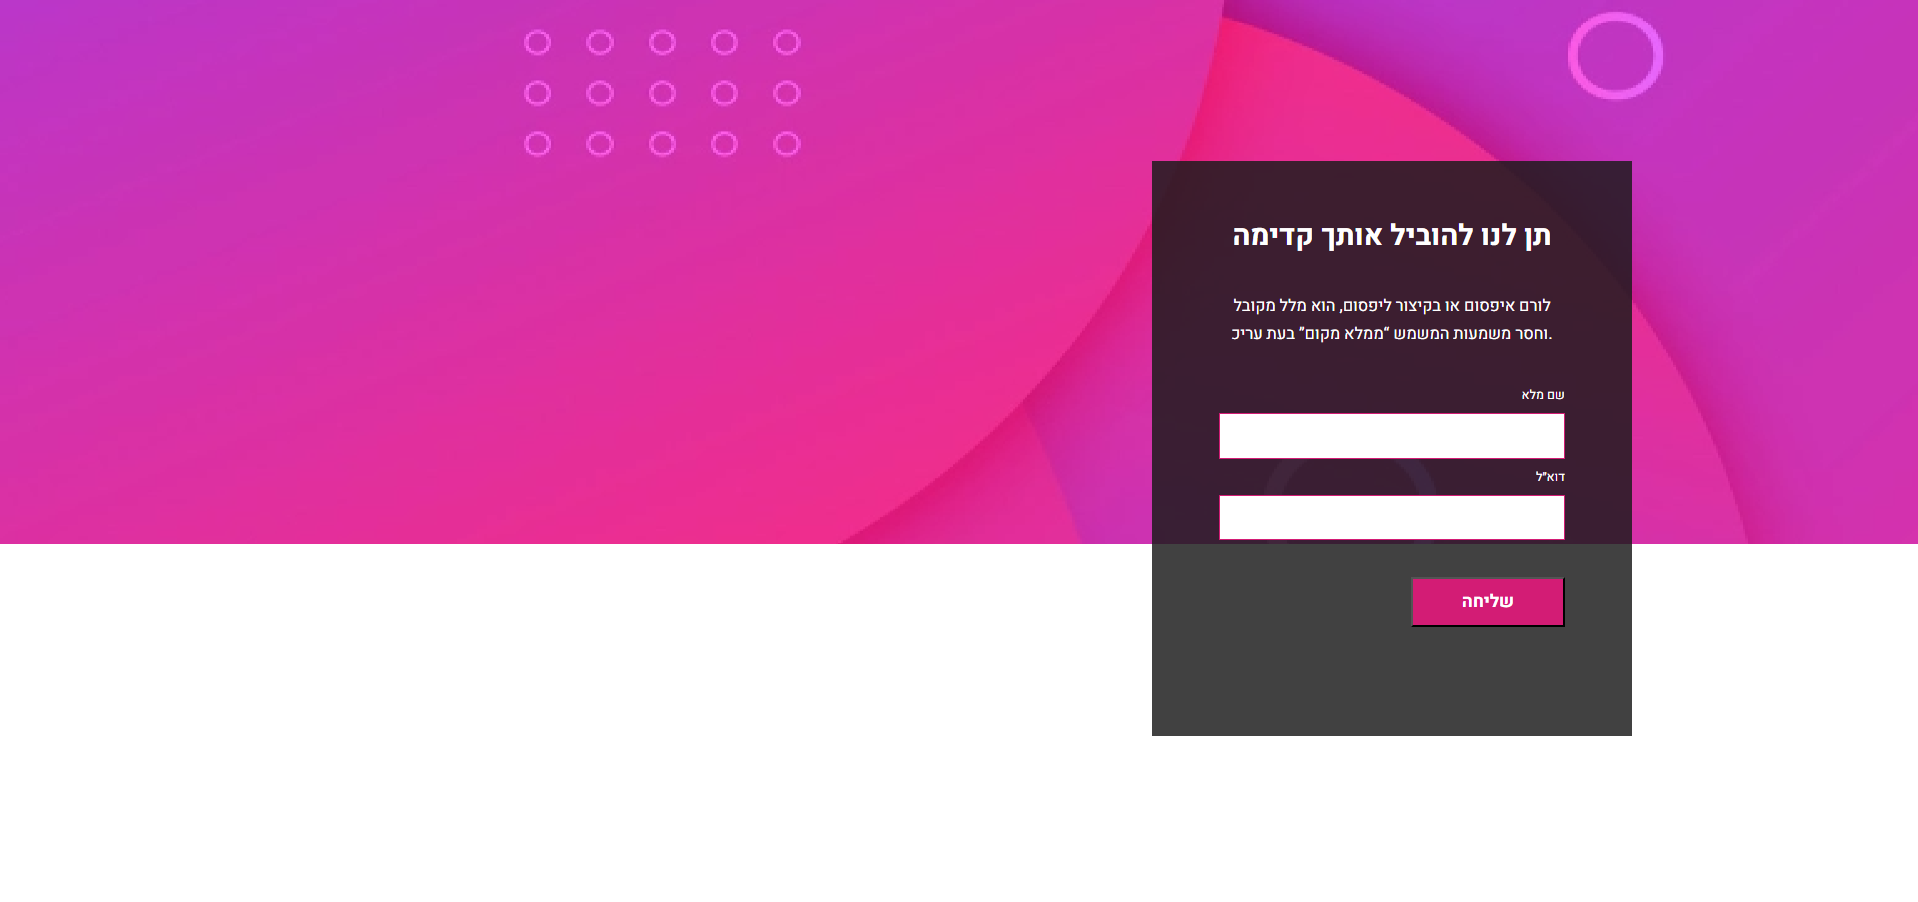 תן לנו להוביל אותך קדימה
לורם איפסום או בקיצור ליפסום, הוא מלל מקובל
וחסר משמעות המשמש “ממלא מקום” בעת עריכ.
שם מלא
דוא״ל
שליחה